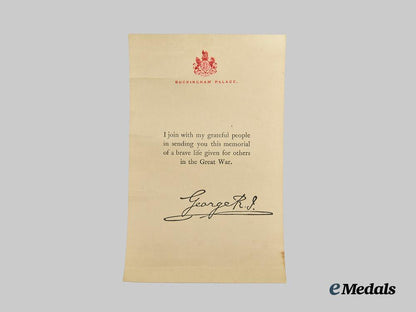 BUCKINGHAM PALACE.
I join with my grateful people
in sending you this memorial
of a brave life given for others
in the Great War.
George R.I.
eMedals